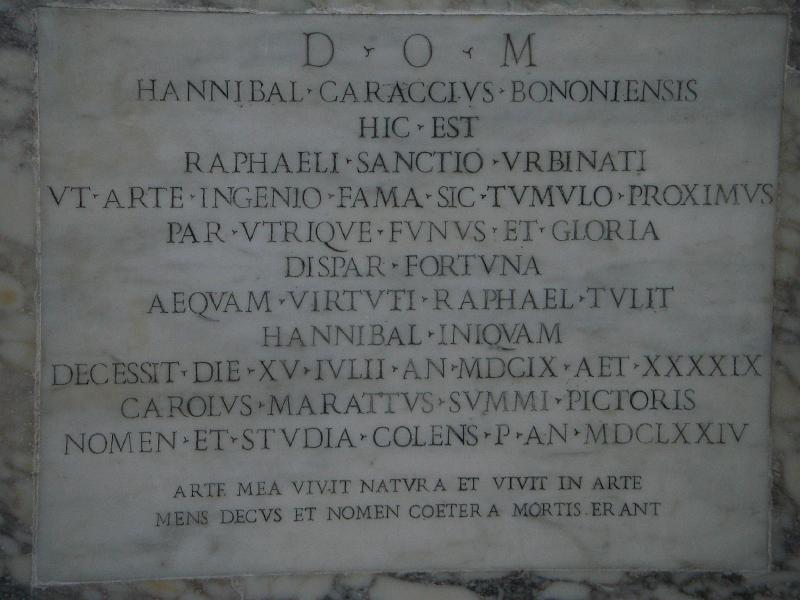 D · O · M
HANNIBAL · CARACCIVS · BONONIENSIS
HIC · EST
RAPHAELI · SANCTIO · VRBINATI
VT · ARTE · INGENIO · FAMA · SIC · TVMVLO · PROXIMVS
PAR · VTRIQVE · FVNVS · ET · GLORIA
DISPAR · FORTVNA
AEQVAM · VIRTVTI · RAPHAEL · TVLIT
HANNIBAL · INIQVAM
DECESSIT · DIE · XV · IVLII · AN · MDCIX · AET · XXXXIX
CAROLVS · MARATTVS · SVMMI · PICTORIS
NOMEN · ET · STVDIA · COLENS · P · AN · MDCLXXIV
ARTE MEA VIVIT NATVRA ET VIVIT IN ARTE
MENS DECVS ET NOMEN COETERA MORTIS ERANT